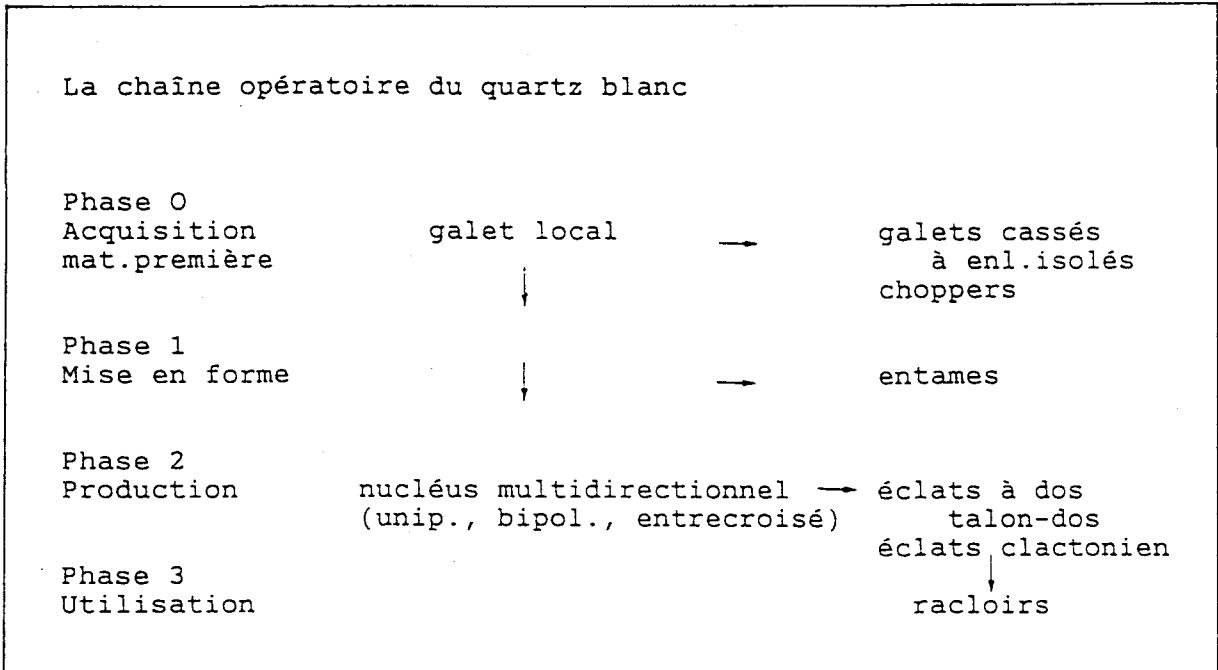 La chaîne opératoire du quartz blanc
Phase O
Acquisition galet local → galets cassés
mat.première à enl.isolés
↓ choppers
Phase 1
Mise en forme ↓ → entames
Phase 2
Production nucléus multidirectionnel → éclats à dos
(unip., bipol., entrecroisé) talon-dos
éclats clactonien
Phase 3 ↓
Utilisation racloirs